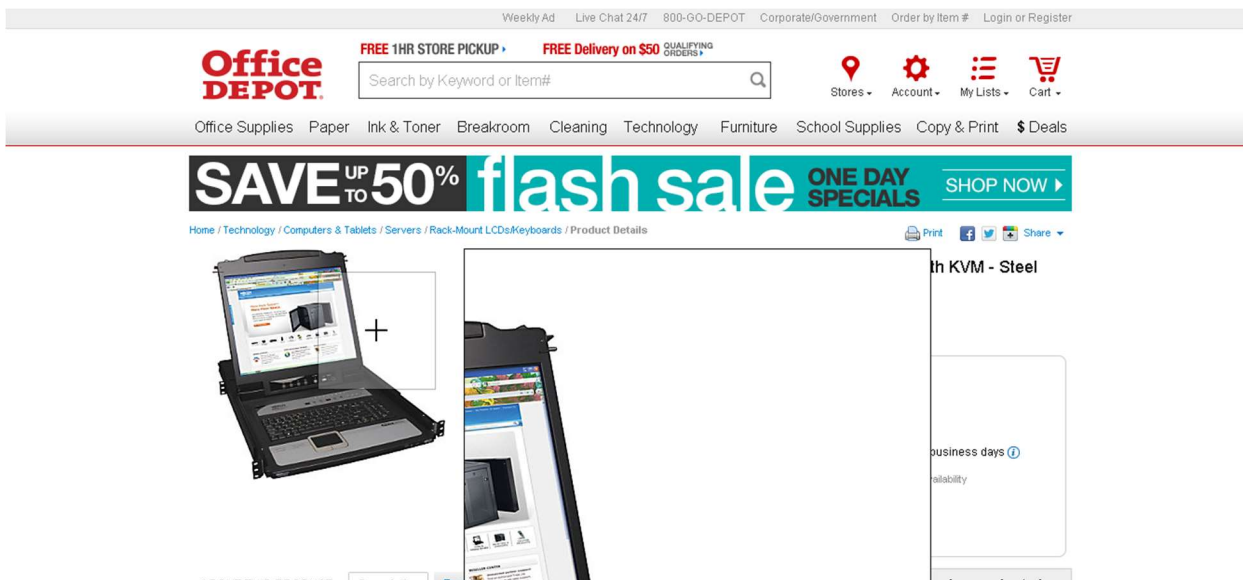 Weekly Ad Live Chat 24/7 800-GO-DEPOT Corporate/Government Order by Item # Login or Register
Office DEPOT.
FREE 1HR STORE PICKUP FREE Delivery on $50 QUALIFYING ORDERS
Search by Keyword or Item#
Stores Account My Lists Cart
Office Supplies Paper Ink & Toner Breakroom Cleaning Technology Furniture School Supplies Copy & Print $ Deals
SAVE UP TO 50% flash sale ONE DAY SPECIALS SHOP NOW
Home / Technology / Computers & Tablets / Servers / Rack-Mount LCDs/Keyboards / Product Details
Print Share
th KVM - Steel
business days
ailability